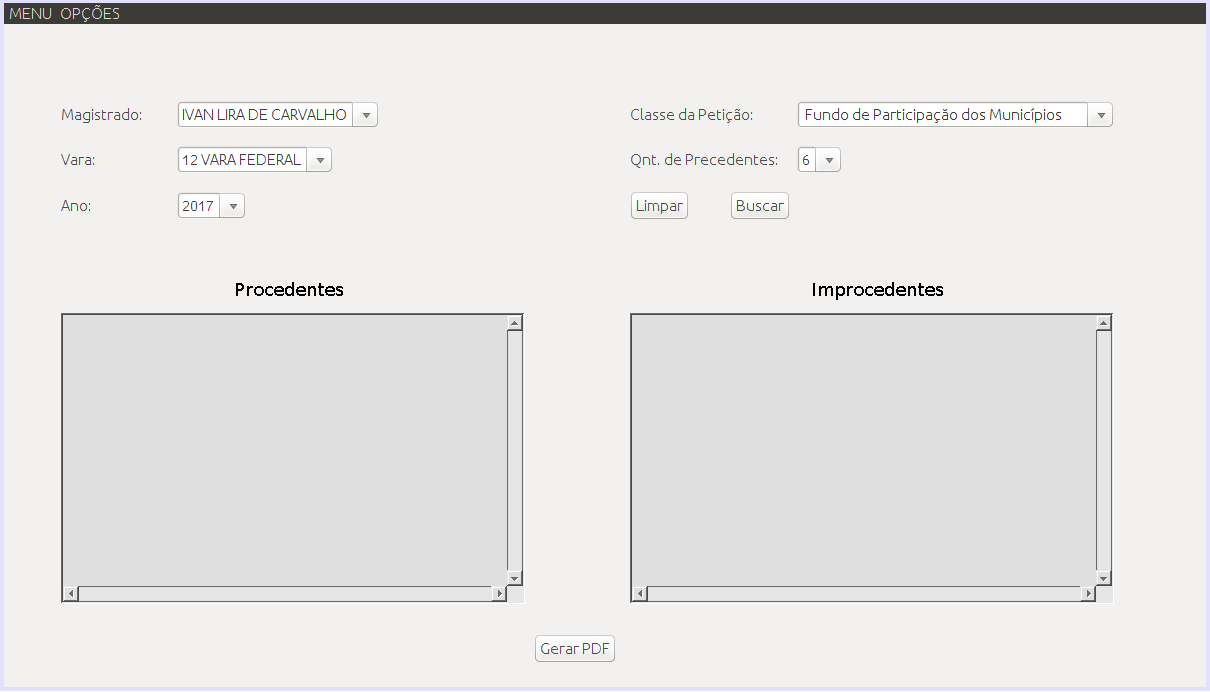 MENU OPÇÕES
Magistrado: IVAN LIRA DE CARVALHO
Classe da Petição: Fundo de Participação dos Municípios
Vara: 12 VARA FEDERAL
Qnt. de Precedentes: 6
Ano: 2017
Limpar Buscar
Procedentes
Improcedentes
Gerar PDF